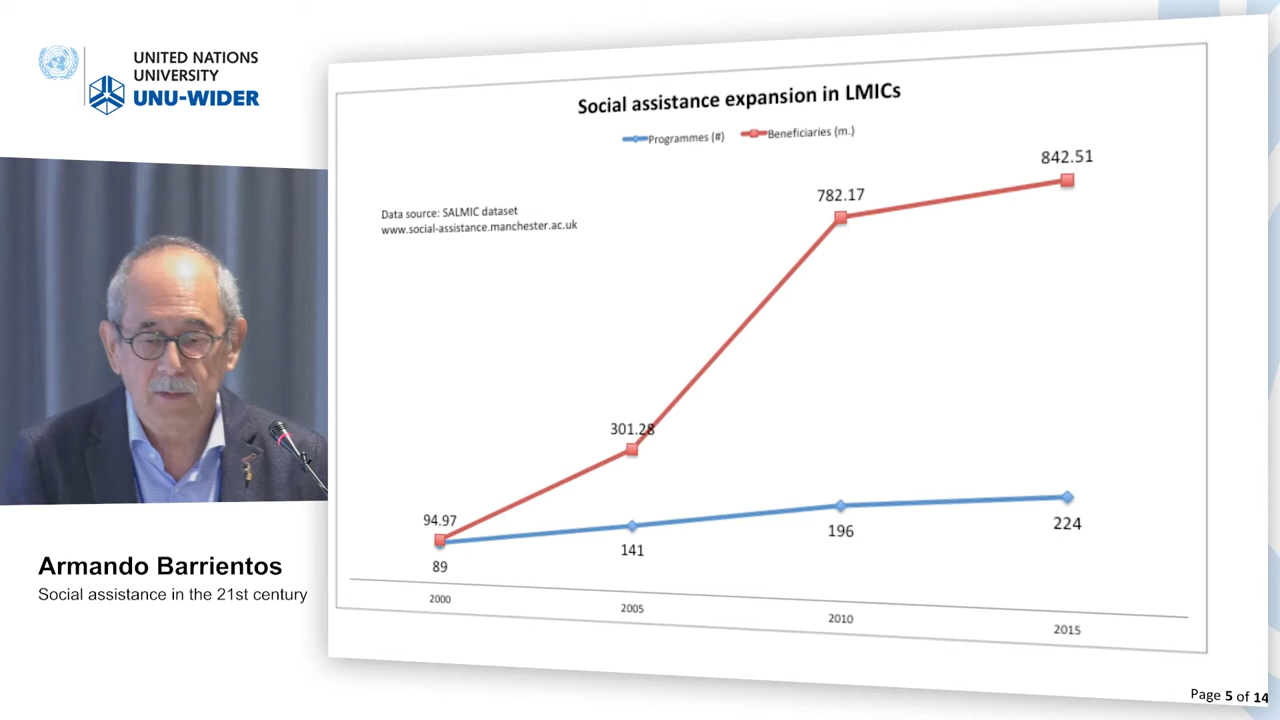 UNITED NATIONS
UNIVERSITY
UNU-WIDER
Social assistance expansion in LMICs
Programmes (#) Beneficiaries (m.)
Data source: SALMIC dataset
www.social-assistance.manchester.ac.uk
842.51
782.17
301.28
94.97
89
141
196
224
2000
2005
2010
2015
Armando Barrientos
Social assistance in the 21st century
Page 5 of 14